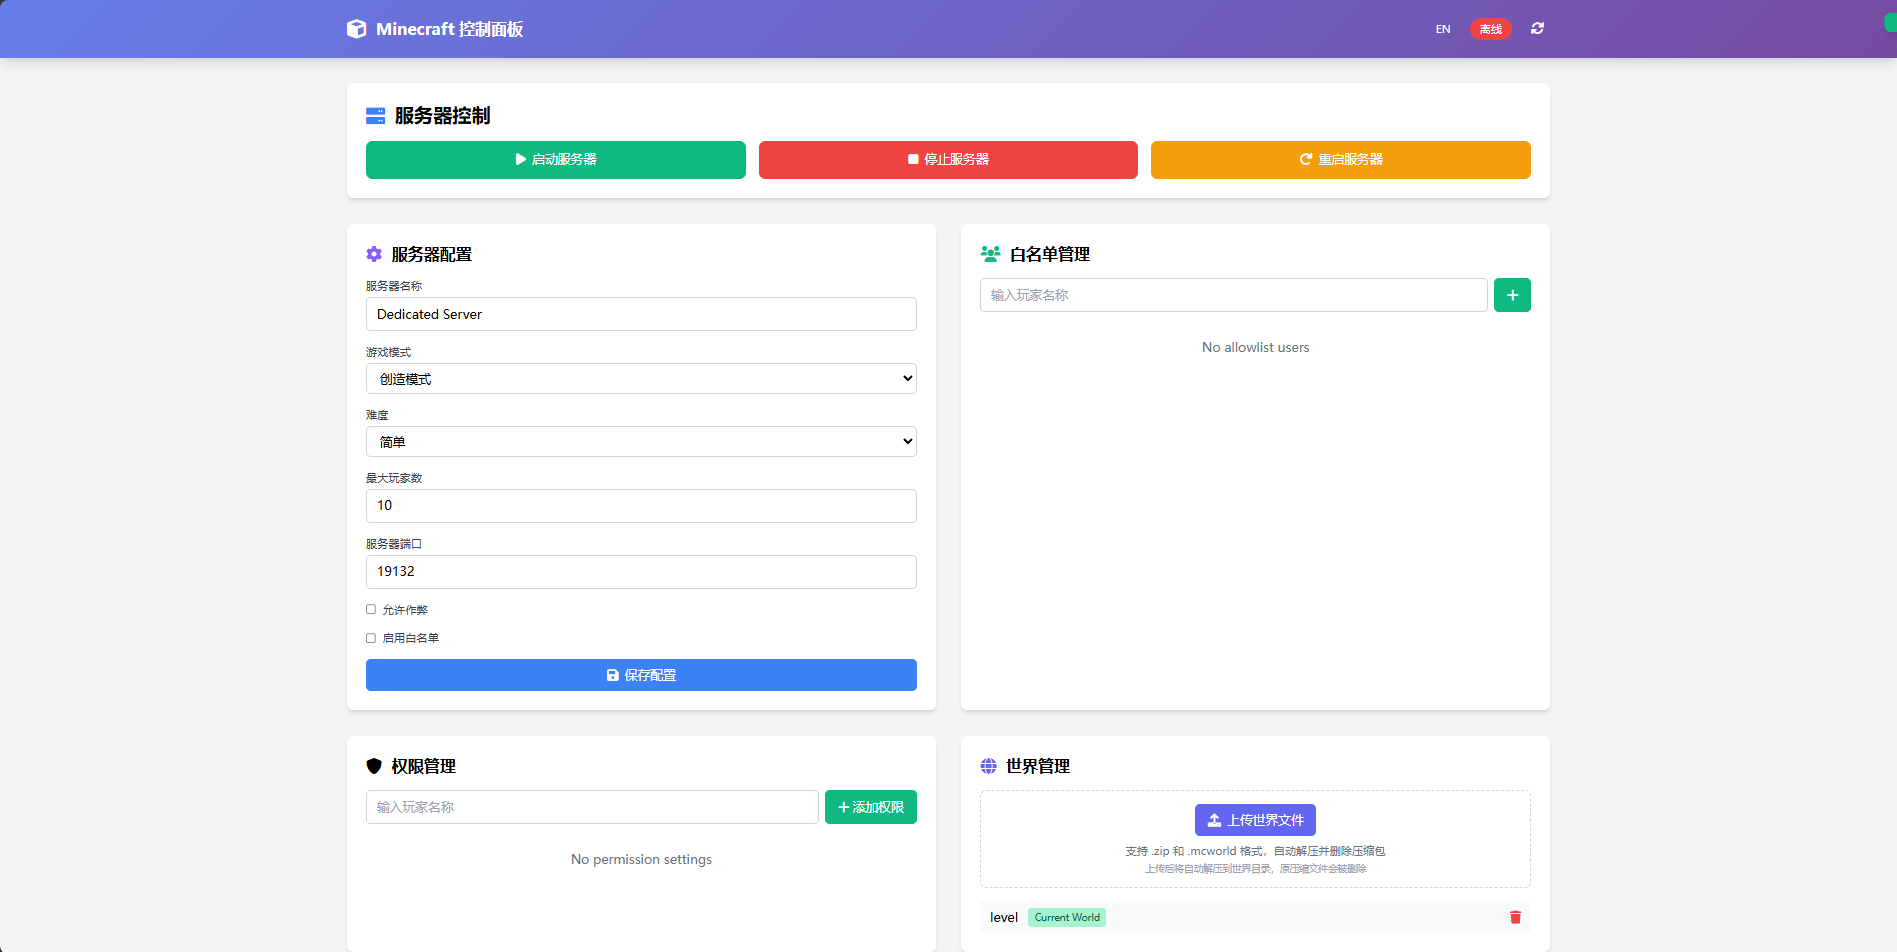 Minecraft 控制面板
EN
离线
服务器控制
启动服务器
停止服务器
重启服务器
服务器配置
服务器名称
Dedicated Server
游戏模式
创造模式
难度
简单
最大玩家数
10
服务器端口
19132
允许作弊
启用白名单
保存配置
白名单管理
输入玩家名称
No allowlist users
权限管理
输入玩家名称
添加权限
No permission settings
世界管理
上传世界文件
支持 .zip 和 .mcworld 格式，自动解压并删除压缩包
上传后将自动解压到世界目录，原压缩文件会被删除
level
Current World